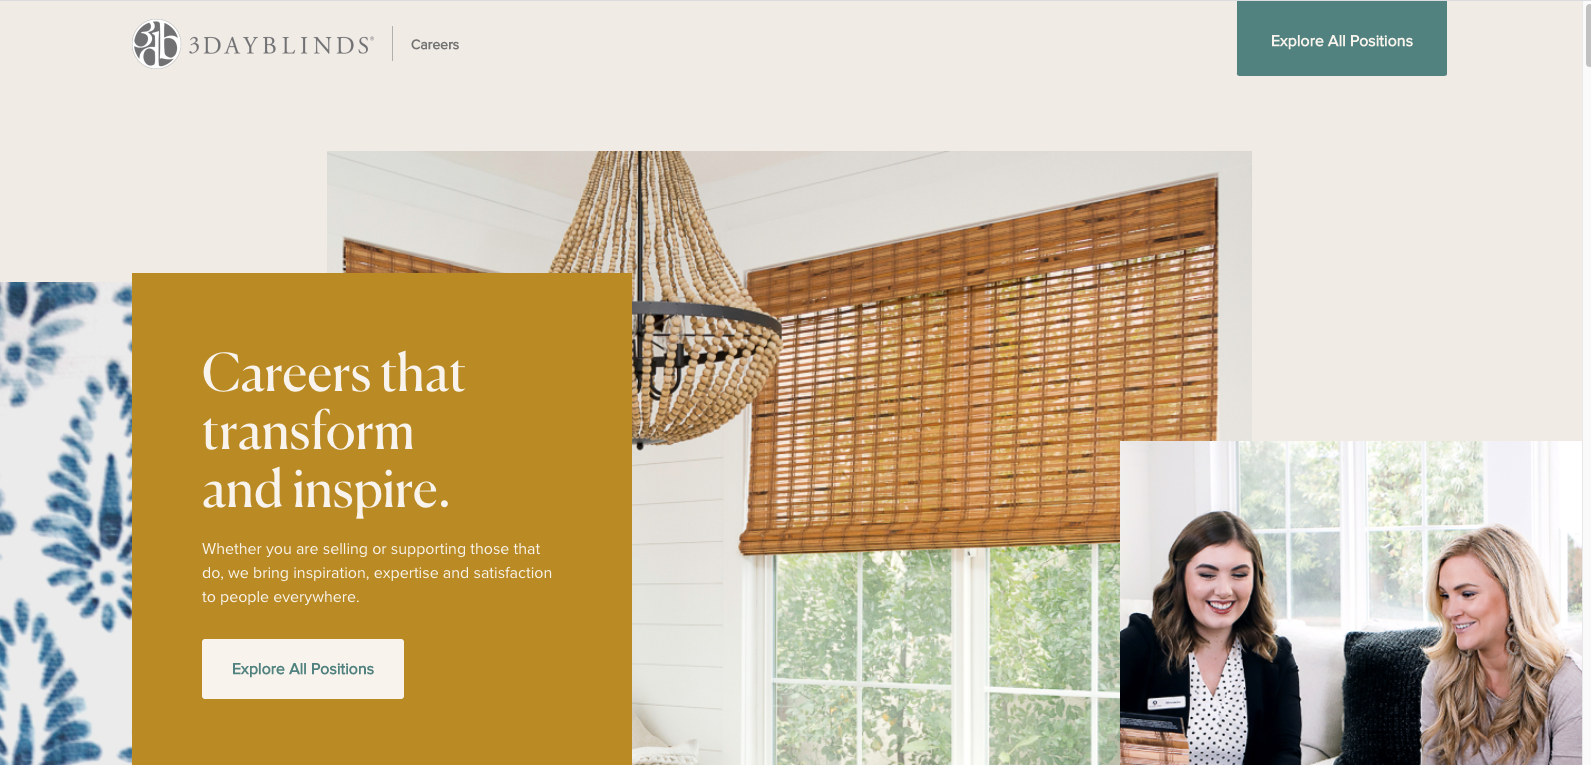 3DAYBLINDS®
Careers
Explore All Positions
Careers that
transform
and inspire.
Whether you are selling or supporting those that
do, we bring inspiration, expertise and satisfaction
to people everywhere.
Explore All Positions